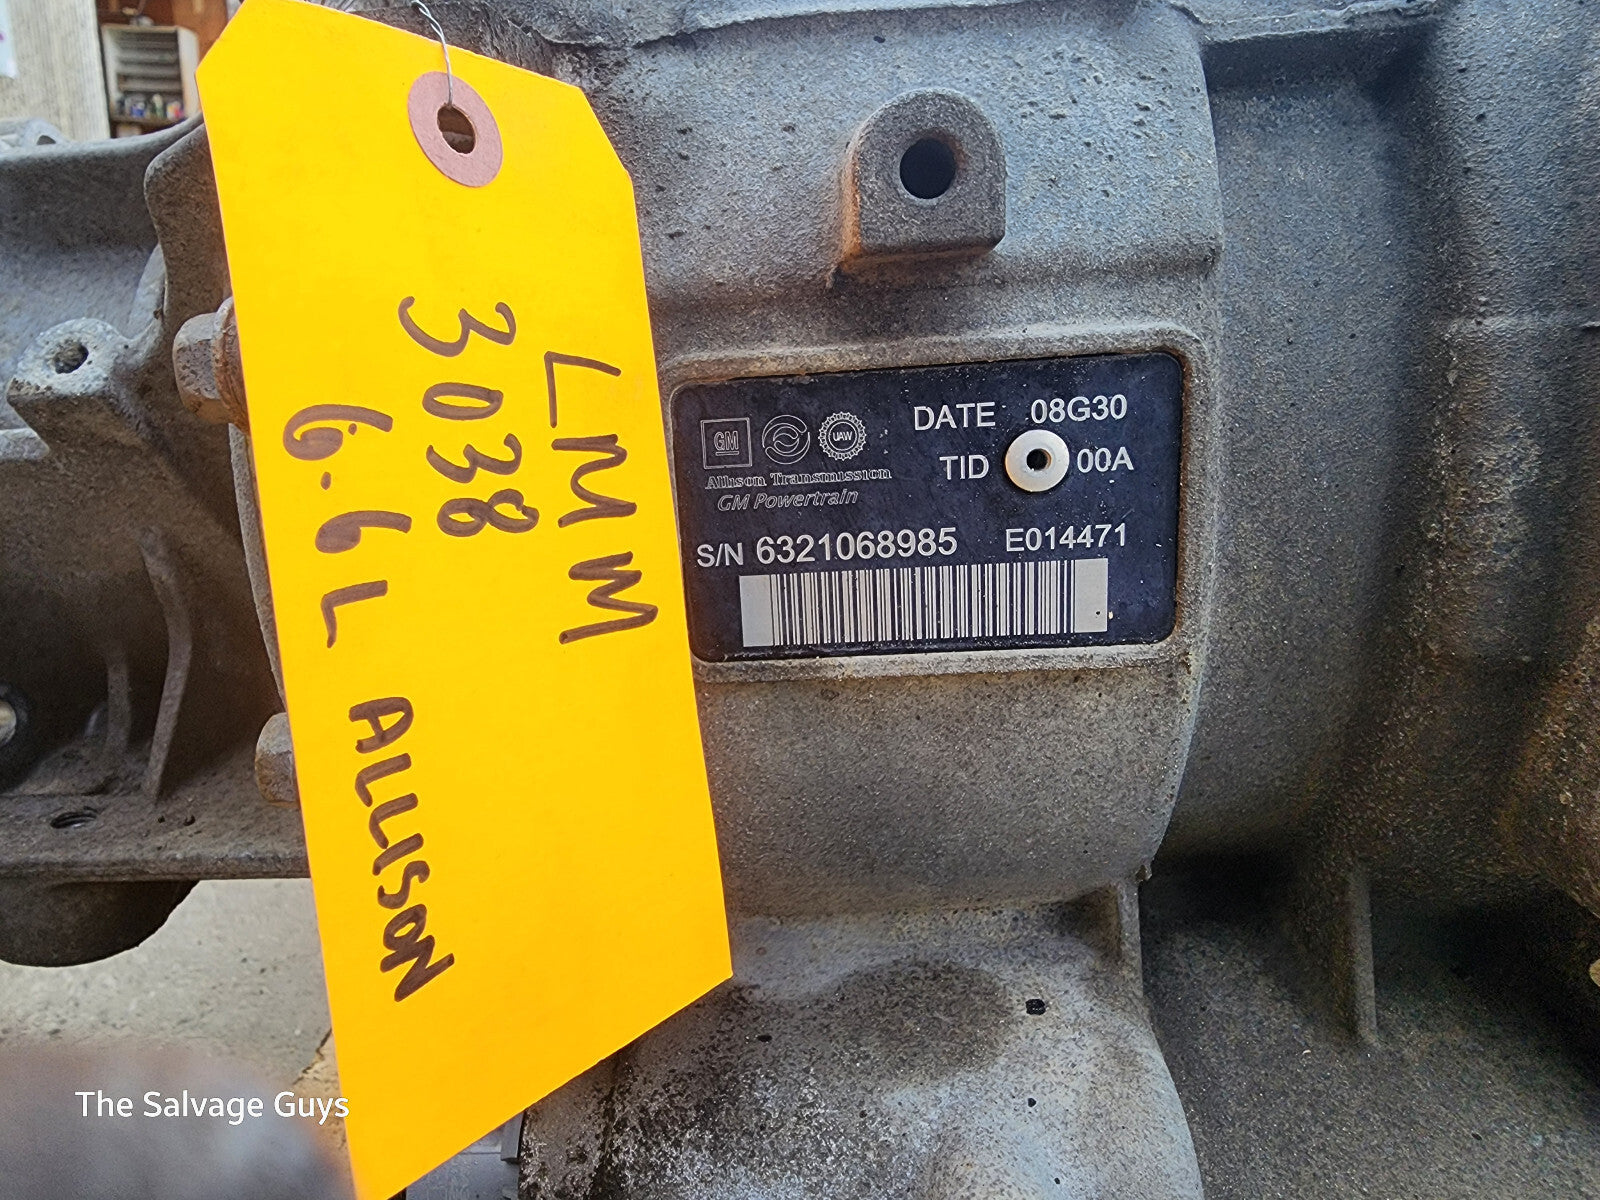 LMM
3038
6.6L ALLISON
GM
UAW
Allison Transmission
GM Powertrain
DATE 08G30
TID 00A
S/N 6321068985 E014471
The Salvage Guys